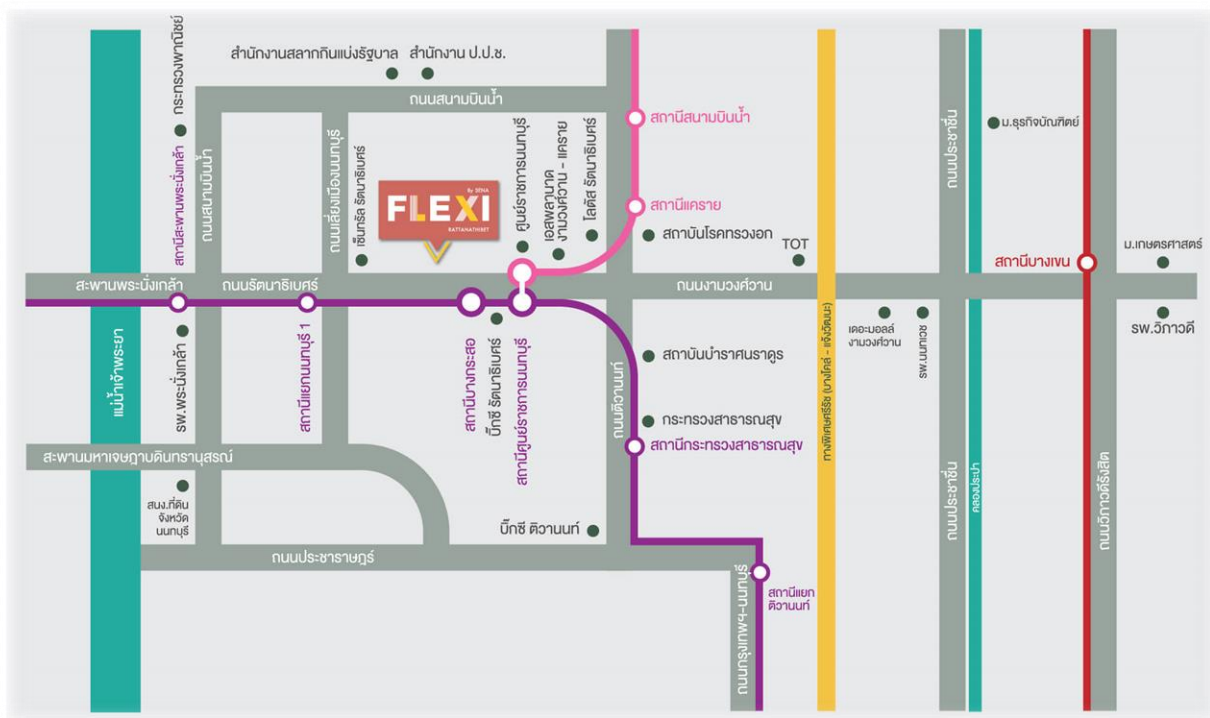 สำนักงานสลากกินแบ่งรัฐบาล
สำนักงาน ป.ป.ช.
กระทรวงพาณิชย์
สถานีสะพานพระนั่งเกล้า
ถนนสนามบินน้ำ
ถนนสนามบินน้ำ
ถนนเลี่ยงเมืองนนทบุรี
เซ็นทรัล รัตนาธิเบศร์
By SENA
FLEXI
RATTANATHIBET
ศูนย์ราชการนนทบุรี
เอสพลานาด
งามวงศ์วาน - แคราย
โลตัส รัตนาธิเบศร์
สถานีสนามบินน้ำ
สถานีแคราย
สถาบันโรคทรวงอก
TOT
ถนนประชาชื่น
ม.ธุรกิจบัณฑิตย์
สถานีบางเขน
ม.เกษตรศาสตร์
สะพานพระนั่งเกล้า
ถนนรัตนาธิเบศร์
ถนนงามวงศ์วาน
แม่น้ำเจ้าพระยา
รพ.พระนั่งเกล้า
สถานีแยกนนทบุรี 1
สถานีบางกระสอ
บิ๊กซี รัตนาธิเบศร์
สถานีศูนย์ราชการนนทบุรี
ถนนติวานนท์
สถาบันบำราศนราดูร
กระทรวงสาธารณสุข
สถานีกระทรวงสาธารณสุข
ทางพิเศษศรีรัช (บางโคล่ - แจ้งวัฒนะ)
เดอะมอลล์
งามวงศ์วาน
รพ.นนทเวช
รพ.วิภาวดี
สะพานมหาเจษฎาบดินทรานุสรณ์
สนง.ที่ดิน
จังหวัด
นนทบุรี
บิ๊กซี ติวานนท์
ถนนประชาราษฎร์
ถนนกรุงเทพฯ-นนทบุรี
สถานีแยก
ติวานนท์
ถนนประชาชื่น
คลองประปา
ถนนวิภาวดีรังสิต